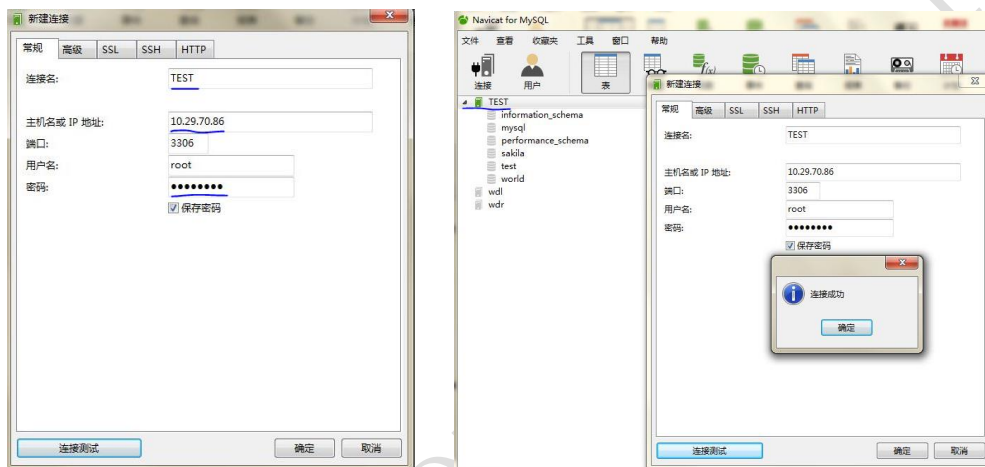 新建连接
常规 高级 SSL SSH HTTP
连接名: TEST
主机名或 IP 地址: 10.29.70.86
端口: 3306
用户名: root
密码: ●●●●●●●●
保存密码
连接测试 确定 取消
Navicat for MySQL
文件 查看 收藏夹 工具 窗口 帮助
f(x)
连接 用户 表
TEST
information_schema
mysql
performance_schema
sakila
test
world
wdl
wdr
新建连接
常规 高级 SSL SSH HTTP
连接名: TEST
主机名或 IP 地址: 10.29.70.86
端口: 3306
用户名: root
密码: ●●●●●●●●
保存密码
连接成功
确定
连接测试 确定 取消